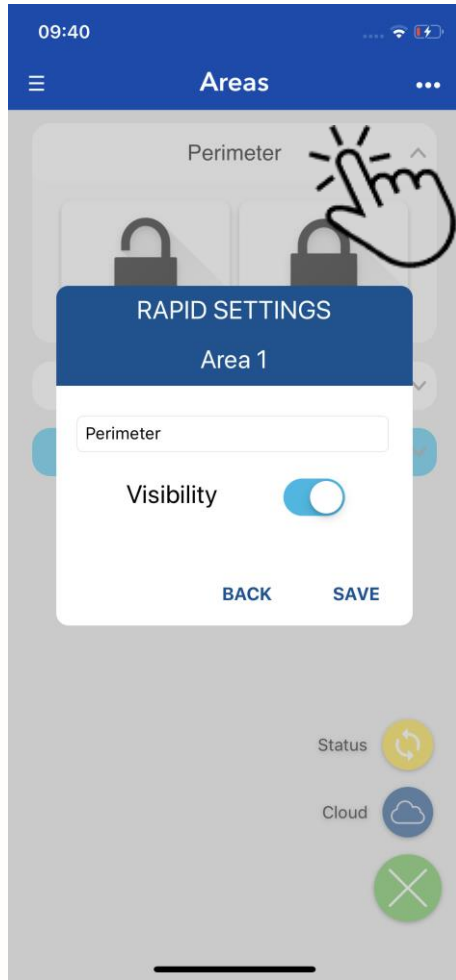 09:40
Areas
Perimeter
RAPID SETTINGS
Area 1
Perimeter
Visibility
BACK SAVE
Status
Cloud